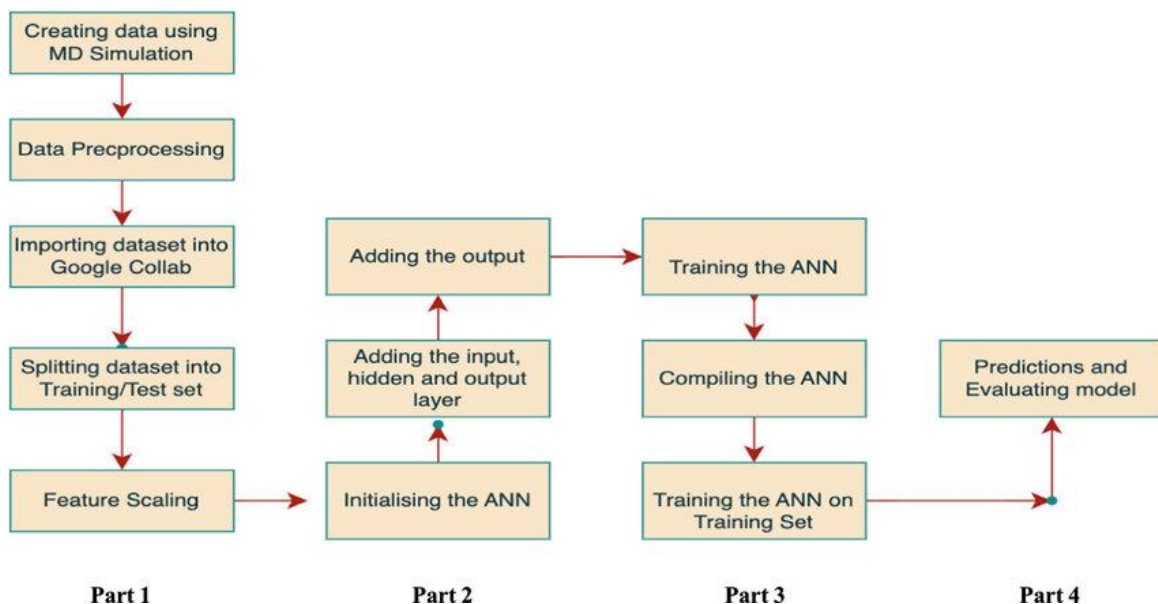 Creating data using
MD Simulation
Data Precprocessing
Importing dataset into
Google Collab
Splitting dataset into
Training/Test set
Feature Scaling
Part 1
Adding the output
Adding the input,
hidden and output
layer
Initialising the ANN
Part 2
Training the ANN
Compiling the ANN
Training the ANN on
Training Set
Part 3
Predictions and
Evaluating model
Part 4